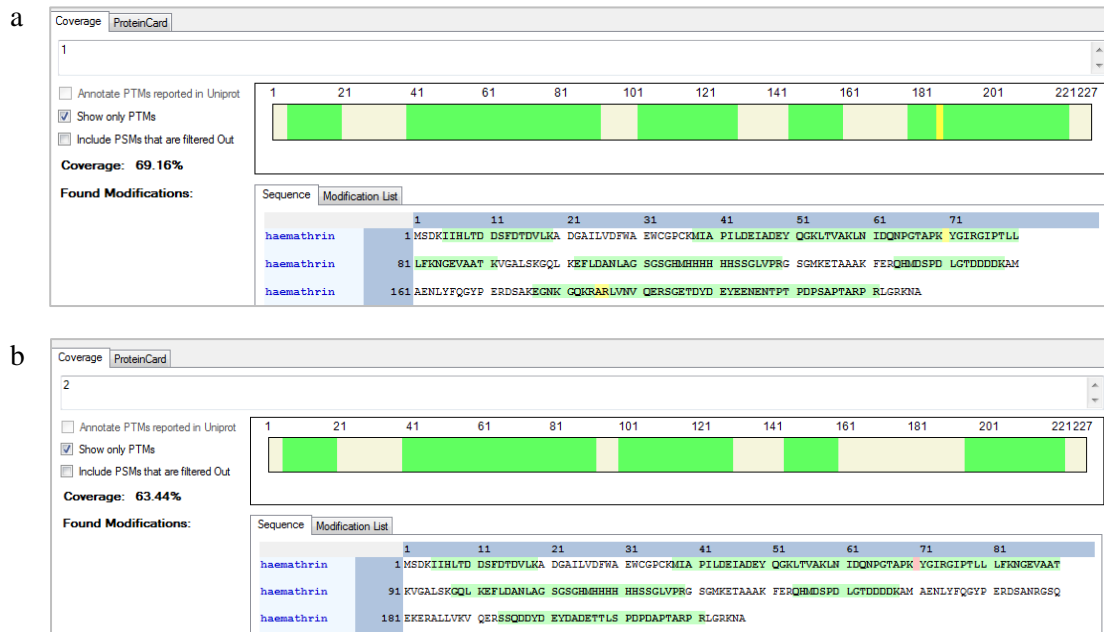 a
Coverage ProteinCard
1
Annotate PTMs reported in Uniprot
Show only PTMs
Include PSMs that are filtered Out
Coverage: 69.16%
Found Modifications:
1 21 41 61 81 101 121 141 161 181 201 221 227
Sequence Modification List
1 11 21 31 41 51 61 71
haemathrin 1 MSDKIIHLTD DSFDTDVLKA DGAILVDFWA EWCGPCKMIA PILDEIADEY QGKLTVAKLN IDQNPGTAPK YGIRGIPTLL
haemathrin 81 LFKNGEVAAT KVGALSKGQL KEFLDANLAG SGSGHMHHHH HHSSGLVPRG SGMKETAAAK FERQHMDSPD LGTDDDDKAM
haemathrin 161 AENLYFQGYP ERDSAKEGNK GQKRARLVNV QERSGETDYD EYEENENTPT PDPSAPTARP RLGRKNA
b
Coverage ProteinCard
2
Annotate PTMs reported in Uniprot
Show only PTMs
Include PSMs that are filtered Out
Coverage: 63.44%
Found Modifications:
1 21 41 61 81 101 121 141 161 181 201 221 227
Sequence Modification List
1 11 21 31 41 51 61 71 81
haemathrin 1 MSDKIIHLTD DSFDTDVLKA DGAILVDFWA EWCGPCKMIA PILDEIADEY QGKLTVAKLN IDQNPGTAPK YGIRGIPTLL LFKNGEVAAT
haemathrin 91 KVGALSKGQL KEFLDANLAG SGSGHMHHHH HHSSGLVPRG SGMKETAAAK FERQHMDSPD LGTDDDDKAM AENLYFQGYP ERDSANRGSQ
haemathrin 181 EKERALLVKV QERSSQDDYD EYDADETTLS PDPDAPTARP RLGRKNA